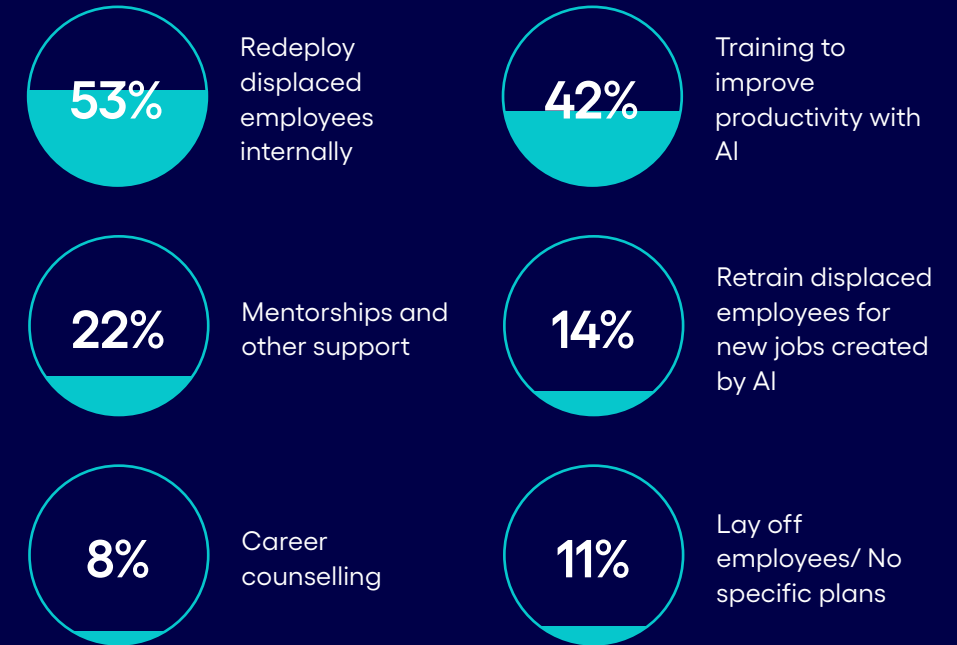 53%
Redeploy
displaced
employees
internally
42%
Training to
improve
productivity with
AI
22%
Mentorships and
other support
14%
Retrain displaced
employees for
new jobs created
by AI
8%
Career
counselling
11%
Lay off
employees/ No
specific plans